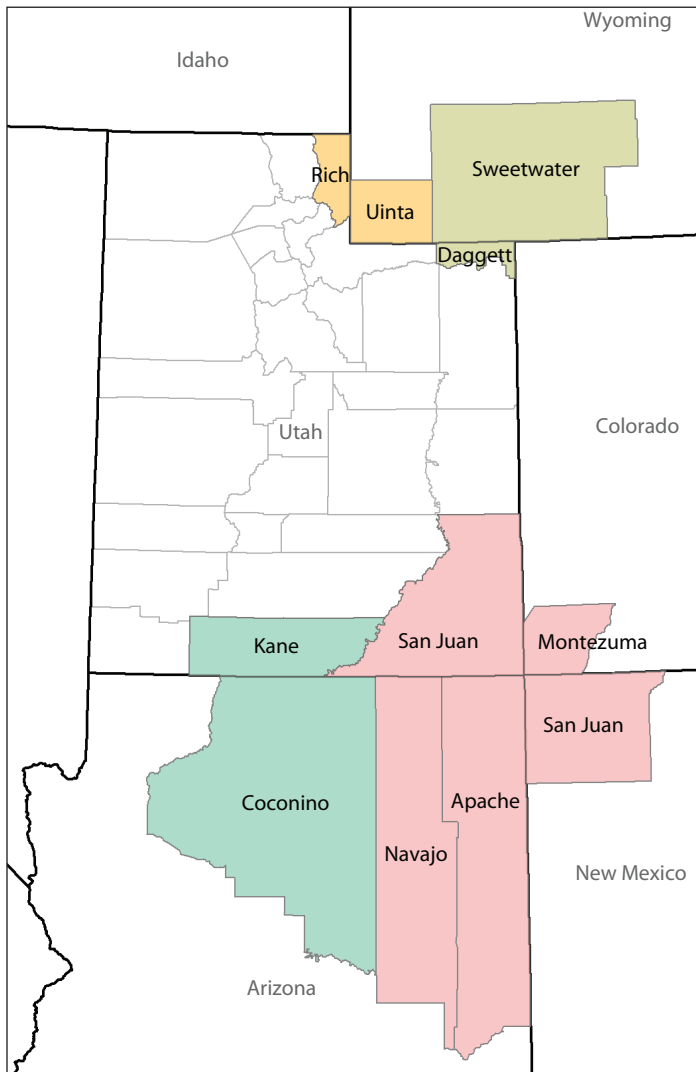 Wyoming
Idaho
Sweetwater
Rich
Uinta
Daggett
Colorado
Utah
San Juan
Montezuma
Kane
San Juan
Coconino
Apache
Navajo
New Mexico
Arizona